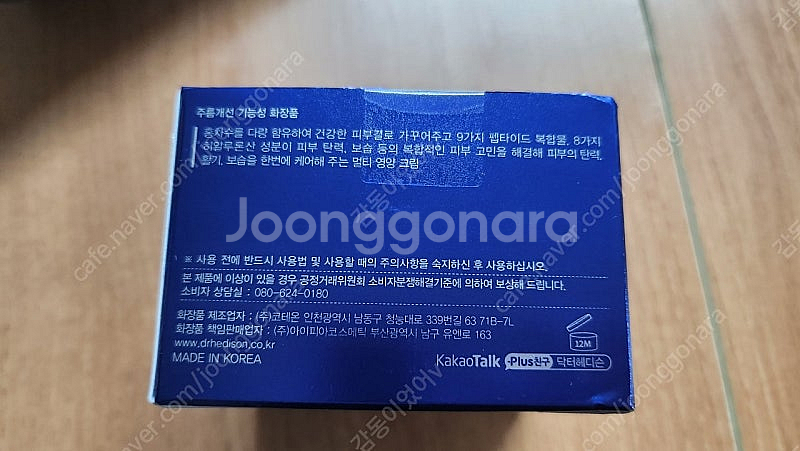 주름개선 기능성 화장품
홍화수를 다량 함유하여 건강한 피부결로 가꾸어주고 9가지 펩타이드 복합물, 8가지
히알루론산 성분이 피부 탄력, 보습 등의 복합적인 피부 고민을 해결해 피부의 탄력,
활기, 보습을 한번에 케어해 주는 멀티 영양 크림
Joonggonara
※ 사용 전에 반드시 사용법 및 사용할 때의 주의사항을 숙지하신 후 사용하십시오.
본 제품에 이상이 있을 경우 공정거래위원회 소비자분쟁해결기준에 의하여 보상해 드립니다.
소비자 상담실 : 080-624-0180
화장품 제조업자 : (주)코테온 인천광역시 남동구 청능대로 339번길 63 71B-7L
화장품 책임판매업자 : (주)아이피아코스메틱 부산광역시 남구 유엔로 163
www.drhedison.co.kr
MADE IN KOREA
12M
KakaoTalk Plus친구 닥터헤디슨
cafe.naver.com/joonggonara
감동이있어